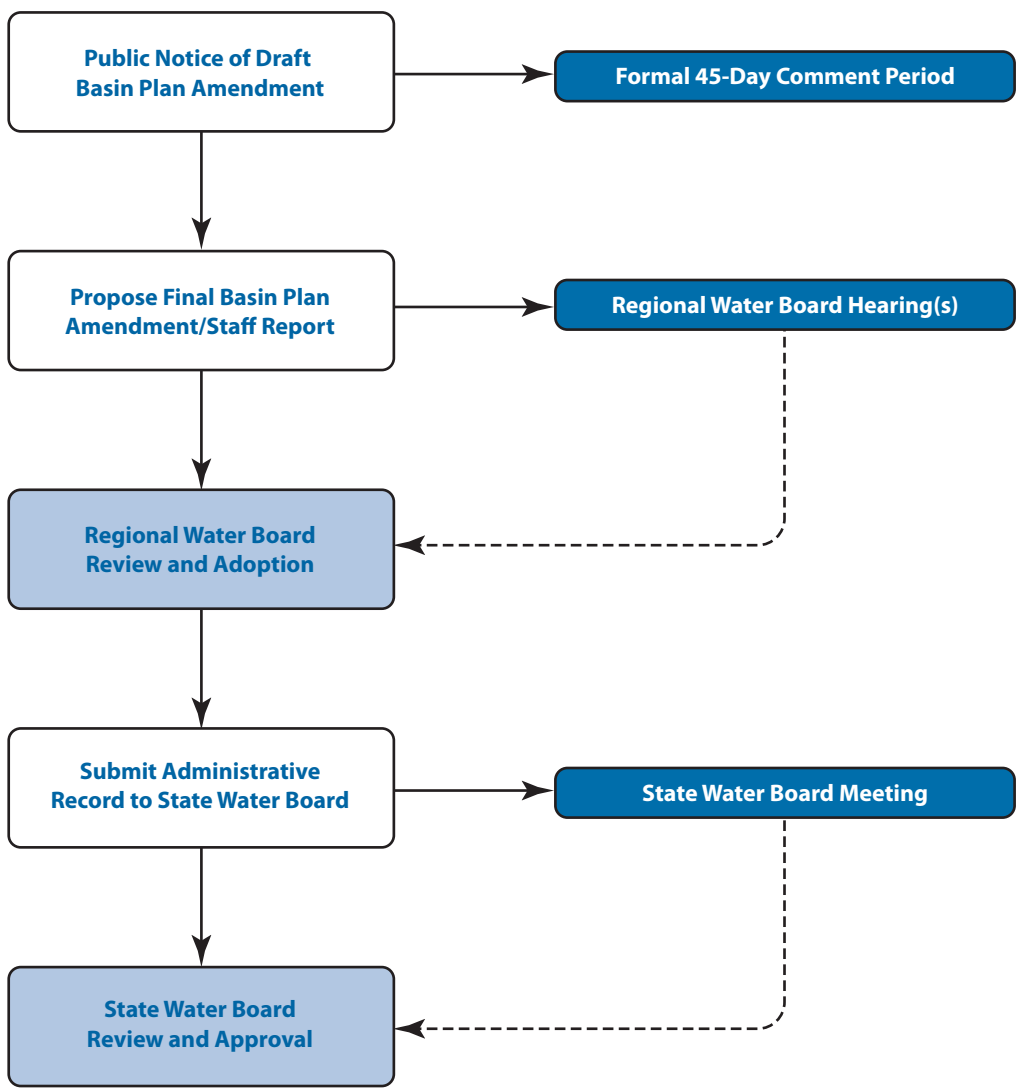 Public Notice of Draft
Basin Plan Amendment
Formal 45-Day Comment Period
Propose Final Basin Plan
Amendment/Staff Report
Regional Water Board Hearing(s)
Regional Water Board
Review and Adoption
Submit Administrative
Record to State Water Board
State Water Board Meeting
State Water Board
Review and Approval